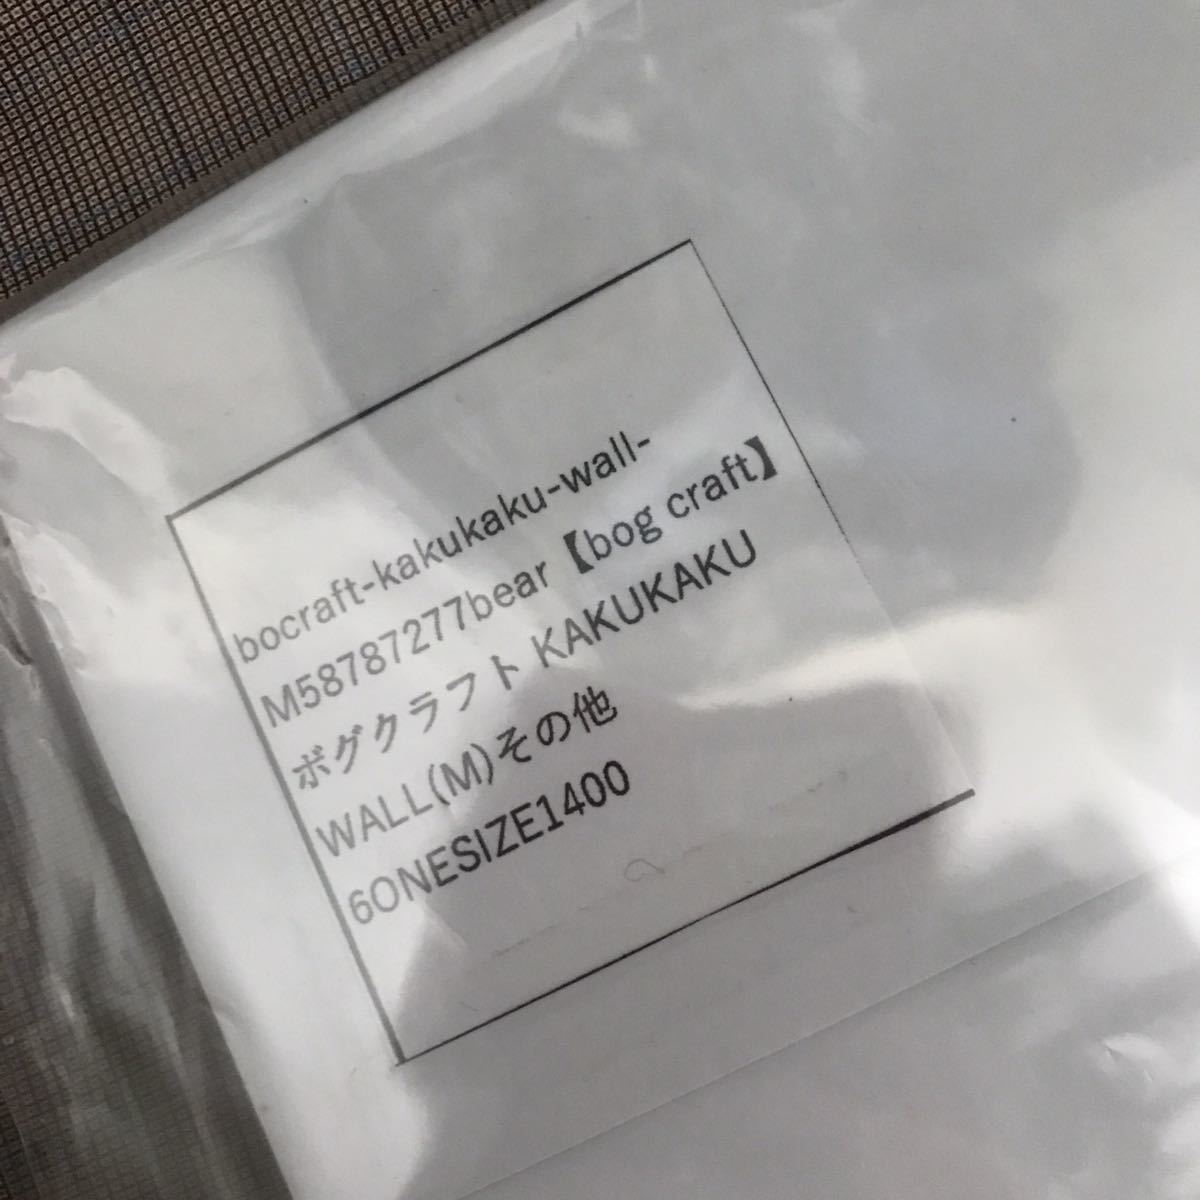 bocraft-kakukaku-wall-
M58787277bear【bog craft】
ボグクラフト KAKUKAKU
WALL(M)その他
6ONESIZE1400